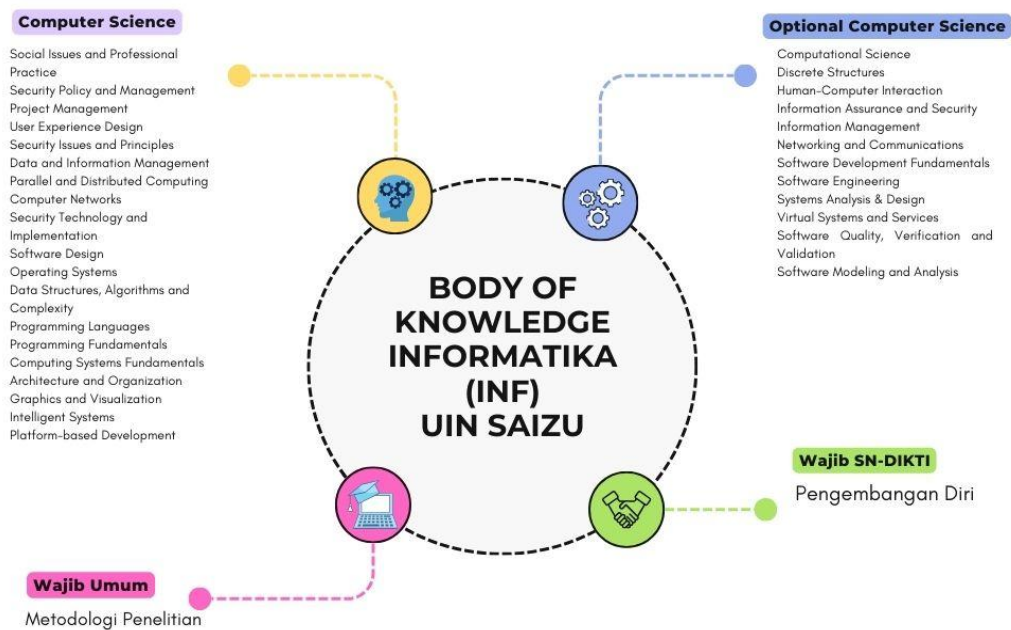 Computer Science
Social Issues and Professional
Practice
Security Policy and Management
Project Management
User Experience Design
Security Issues and Principles
Data and Information Management
Parallel and Distributed Computing
Computer Networks
Security Technology and
Implementation
Software Design
Operating Systems
Data Structures, Algorithms and
Complexity
Programming Languages
Programming Fundamentals
Computing Systems Fundamentals
Architecture and Organization
Graphics and Visualization
Intelligent Systems
Platform-based Development
Optional Computer Science
Computational Science
Discrete Structures
Human-Computer Interaction
Information Assurance and Security
Information Management
Networking and Communications
Software Development Fundamentals
Software Engineering
Systems Analysis & Design
Virtual Systems and Services
Software Quality, Verification and
Validation
Software Modeling and Analysis
BODY OF
KNOWLEDGE
INFORMATIKA
(INF)
UIN SAIZU
Wajib SN-DIKTI
Pengembangan Diri
Wajib Umum
Metodologi Penelitian